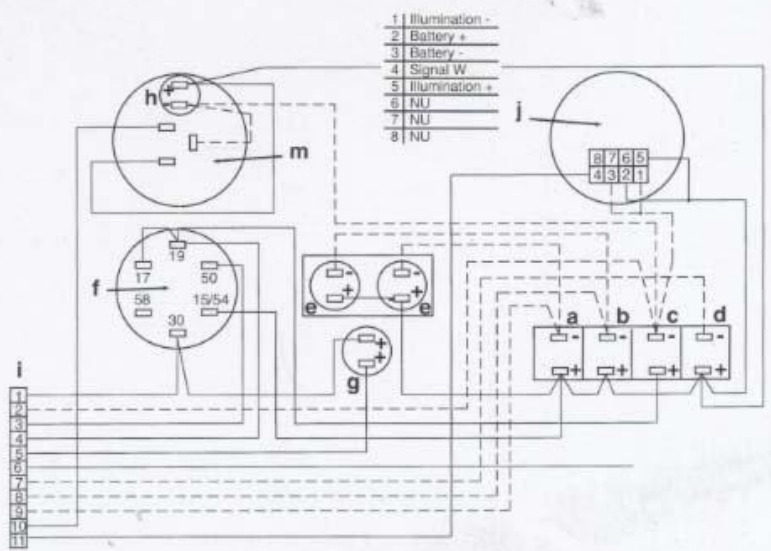 1 Illumination -
2 Battery +
3 Battery -
4 Signal W
5 Illumination +
6 NU
7 NU
8 NU
h
+
m
j
8 7 6 5
4 3 2 1
f
19
17 50
58 15/54
30
- -
+ +
e e
+
+
g
a b c d
- - - -
+ + + +
i
1
2
3
4
5
6
7
8
9
10
11